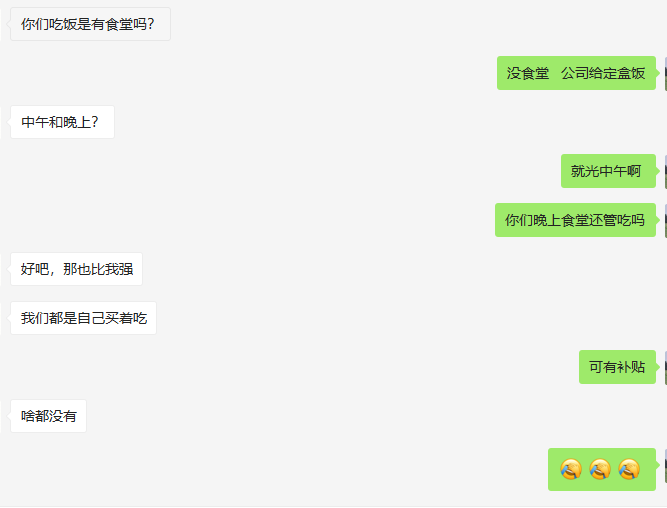 你们吃饭是有食堂吗？
没食堂 公司给定盒饭
中午和晚上？
就光中午啊
你们晚上食堂还管吃吗
好吧，那也比我强
我们都是自己买着吃
可有补贴
啥都没有